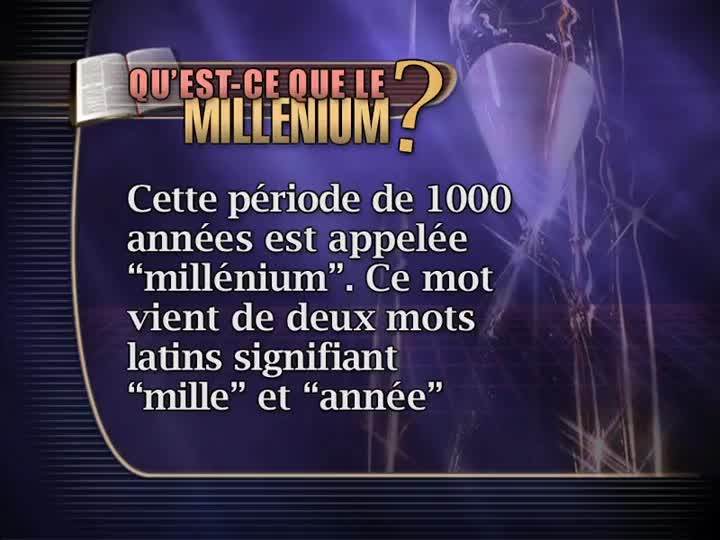 QU’EST-CE QUE LE
MILLENIUM?
Cette période de 1000
années est appelée
“millénium”. Ce mot
vient de deux mots
latins signifiant
“mille” et “année”